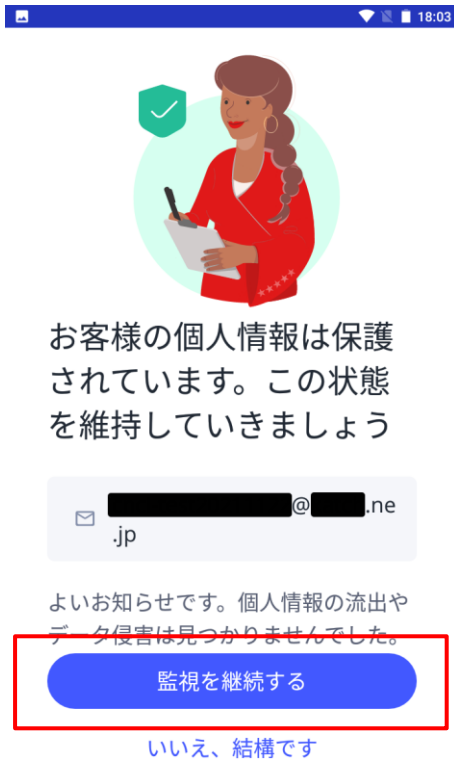 18:03
お客様の個人情報は保護
されています。この状態
を維持していきましょう
@ .ne
.jp
よいお知らせです。個人情報の流出や
データ侵害は見つかりませんでした。
監視を継続する
いいえ、結構です